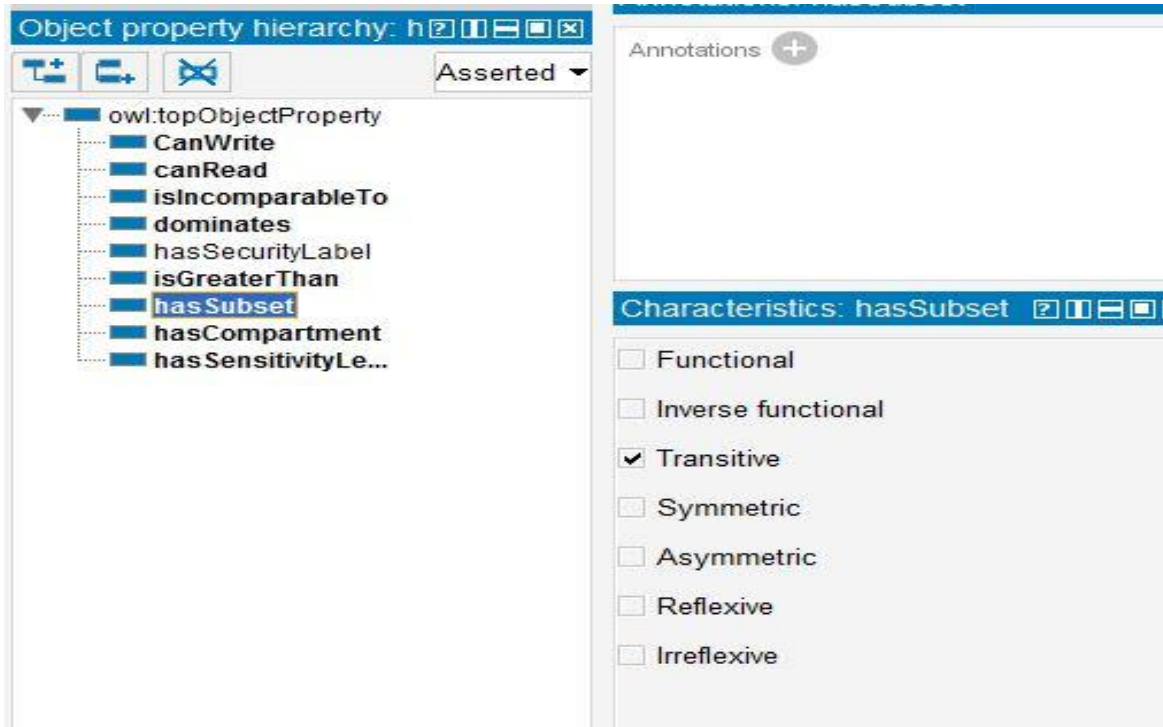 Object property hierarchy: h
Asserted
owl:topObjectProperty
CanWrite
canRead
isIncomparableTo
dominates
hasSecurityLabel
isGreaterThan
hasSubset
hasCompartment
hasSensitivityLe...
Annotations
Characteristics: hasSubset
Functional
Inverse functional
Transitive
Symmetric
Asymmetric
Reflexive
Irreflexive